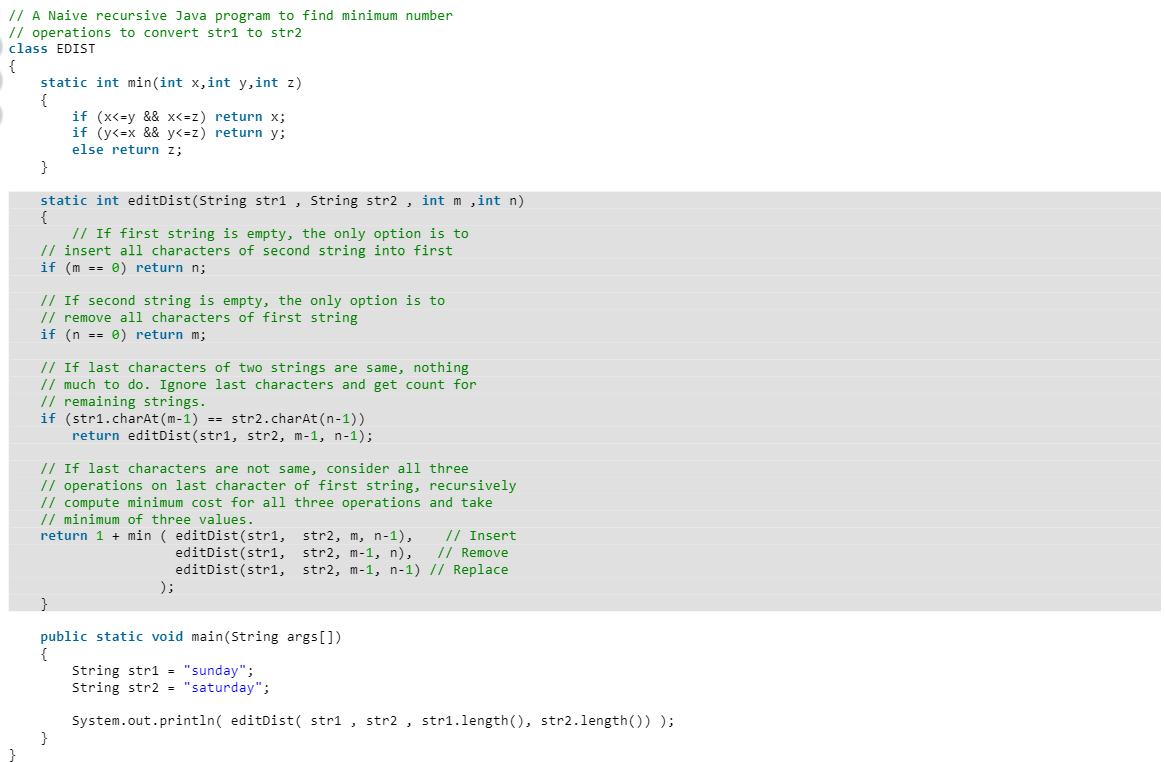 // A Naive recursive Java program to find minimum number
// operations to convert str1 to str2
class EDIST
{
    static int min(int x,int y,int z)
    {
        if (x<=y && x<=z) return x;
        if (y<=x && y<=z) return y;
        else return z;
    }

    static int editDist(String str1 , String str2 , int m ,int n)
    {
        // If first string is empty, the only option is to
    // insert all characters of second string into first
    if (m == 0) return n;

    // If second string is empty, the only option is to
    // remove all characters of first string
    if (n == 0) return m;

    // If last characters of two strings are same, nothing
    // much to do. Ignore last characters and get count for
    // remaining strings.
    if (str1.charAt(m-1) == str2.charAt(n-1))
        return editDist(str1, str2, m-1, n-1);

    // If last characters are not same, consider all three
    // operations on last character of first string, recursively
    // compute minimum cost for all three operations and take
    // minimum of three values.
    return 1 + min ( editDist(str1,  str2, m, n-1),    // Insert
                     editDist(str1,  str2, m-1, n),   // Remove
                     editDist(str1,  str2, m-1, n-1) // Replace
                   );
    }

    public static void main(String args[])
    {
        String str1 = "sunday";
        String str2 = "saturday";

        System.out.println( editDist( str1 , str2 , str1.length(), str2.length()) );
    }
}